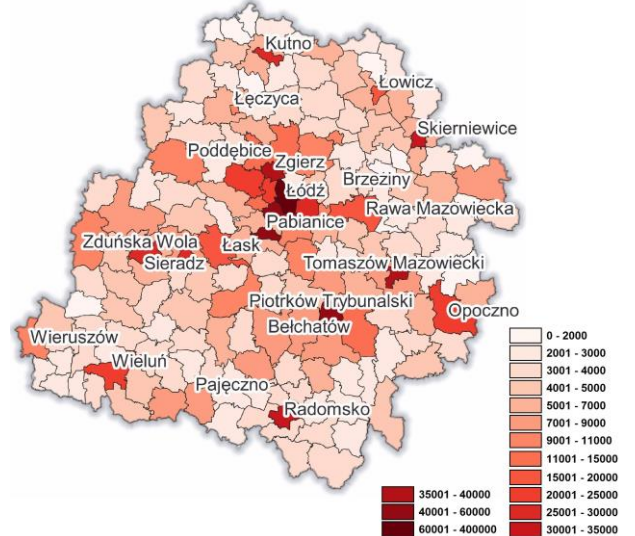 Kutno
Łowicz
Łęczyca
Skierniewice
Poddębice
Zgierz
Łódź
Brzeziny
Pabianice
Rawa Mazowiecka
Zduńska Wola
Łask
Sieradz
Tomaszów Mazowiecki
Piotrków Trybunalski
Opoczno
Bełchatów
Wieruszów
Wieluń
Pajęczno
Radomsko
0 - 2000
2001 - 3000
3001 - 4000
4001 - 5000
5001 - 7000
7001 - 9000
9001 - 11000
11001 - 15000
15001 - 20000
20001 - 25000
25001 - 30000
30001 - 35000
35001 - 40000
40001 - 60000
60001 - 400000